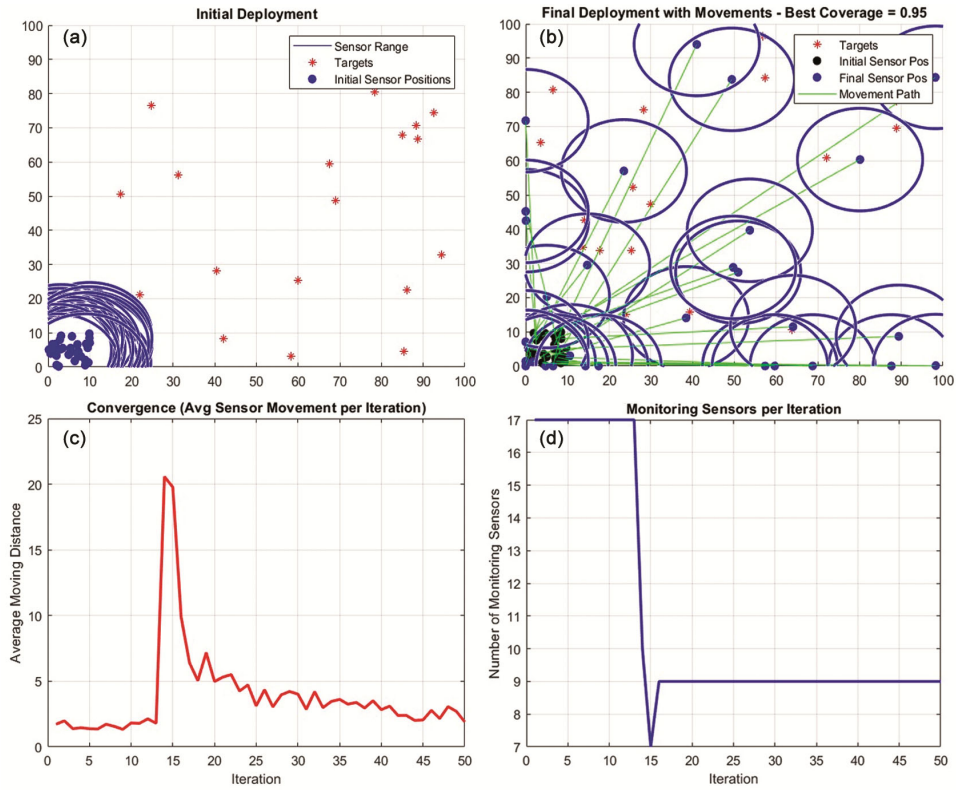 Initial Deployment
(a)
Sensor Range
Targets
Initial Sensor Positions
100
90
80
70
60
50
40
30
20
10
0
0 10 20 30 40 50 60 70 80 90 100
Final Deployment with Movements - Best Coverage = 0.95
(b)
Targets
Initial Sensor Pos
Final Sensor Pos
Movement Path
100
90
80
70
60
50
40
30
20
10
0
0 10 20 30 40 50 60 70 80 90 100
Convergence (Avg Sensor Movement per Iteration)
(c)
Average Moving Distance
25
20
15
10
5
0
0 5 10 15 20 25 30 35 40 45 50
Iteration
Monitoring Sensors per Iteration
(d)
Number of Monitoring Sensors
17
16
15
14
13
12
11
10
9
8
7
0 5 10 15 20 25 30 35 40 45 50
Iteration